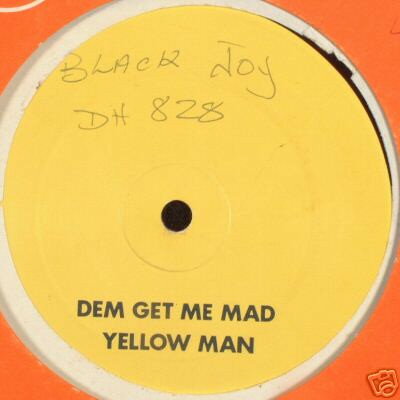 BLACK JOY
DH 828
DEM GET ME MAD
YELLOW MAN